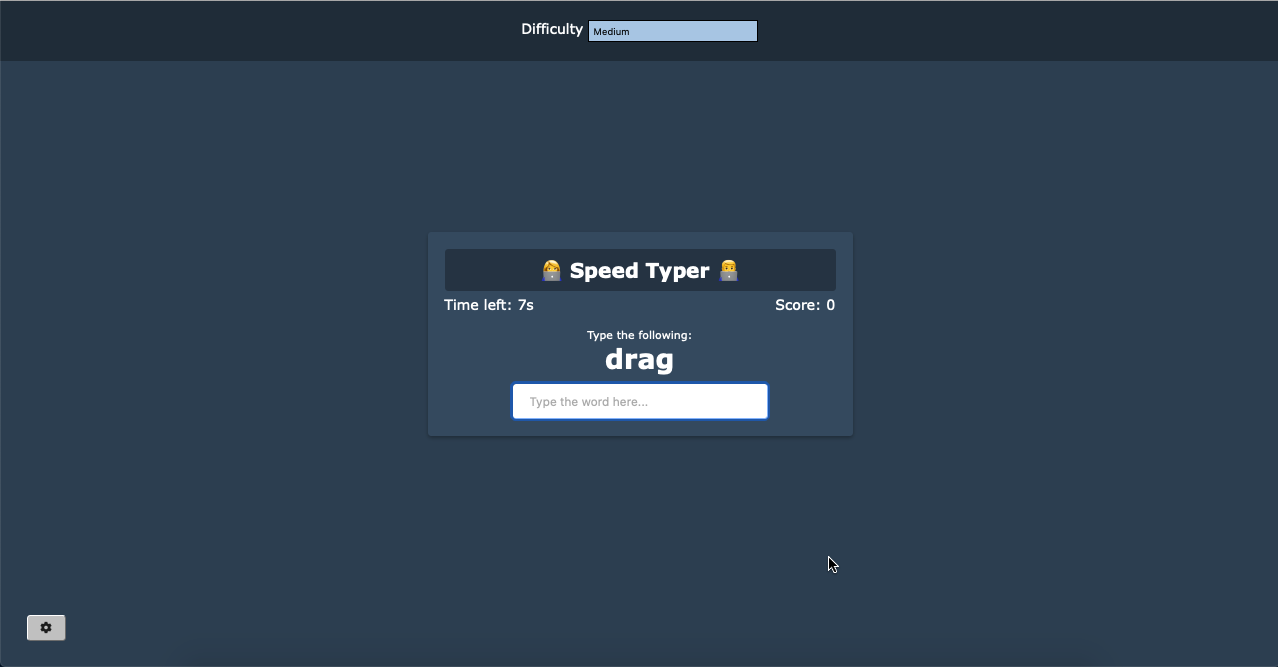 Difficulty Medium
👩‍💻 Speed Typer 👨‍💻
Time left: 7s Score: 0
Type the following:
drag
Type the word here...